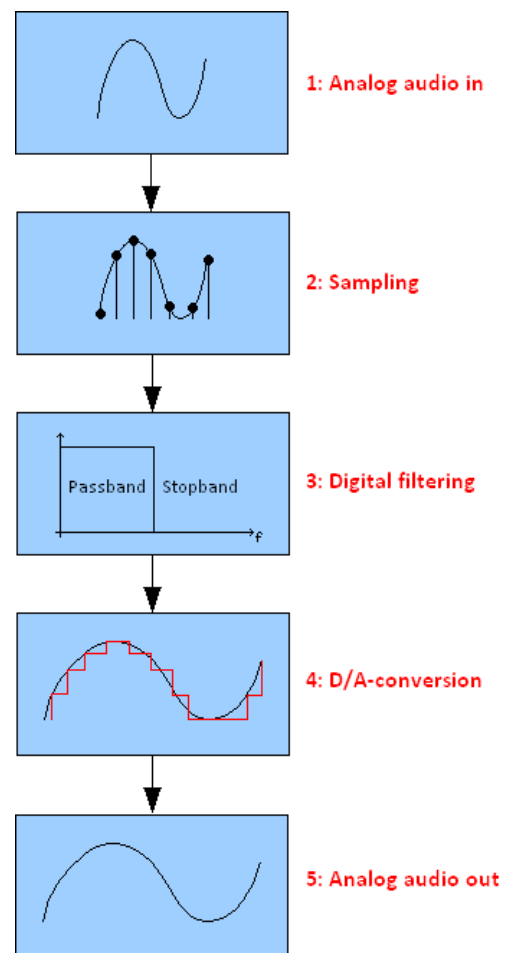 1: Analog audio in
2: Sampling
Passband Stopband
f
3: Digital filtering
4: D/A-conversion
5: Analog audio out